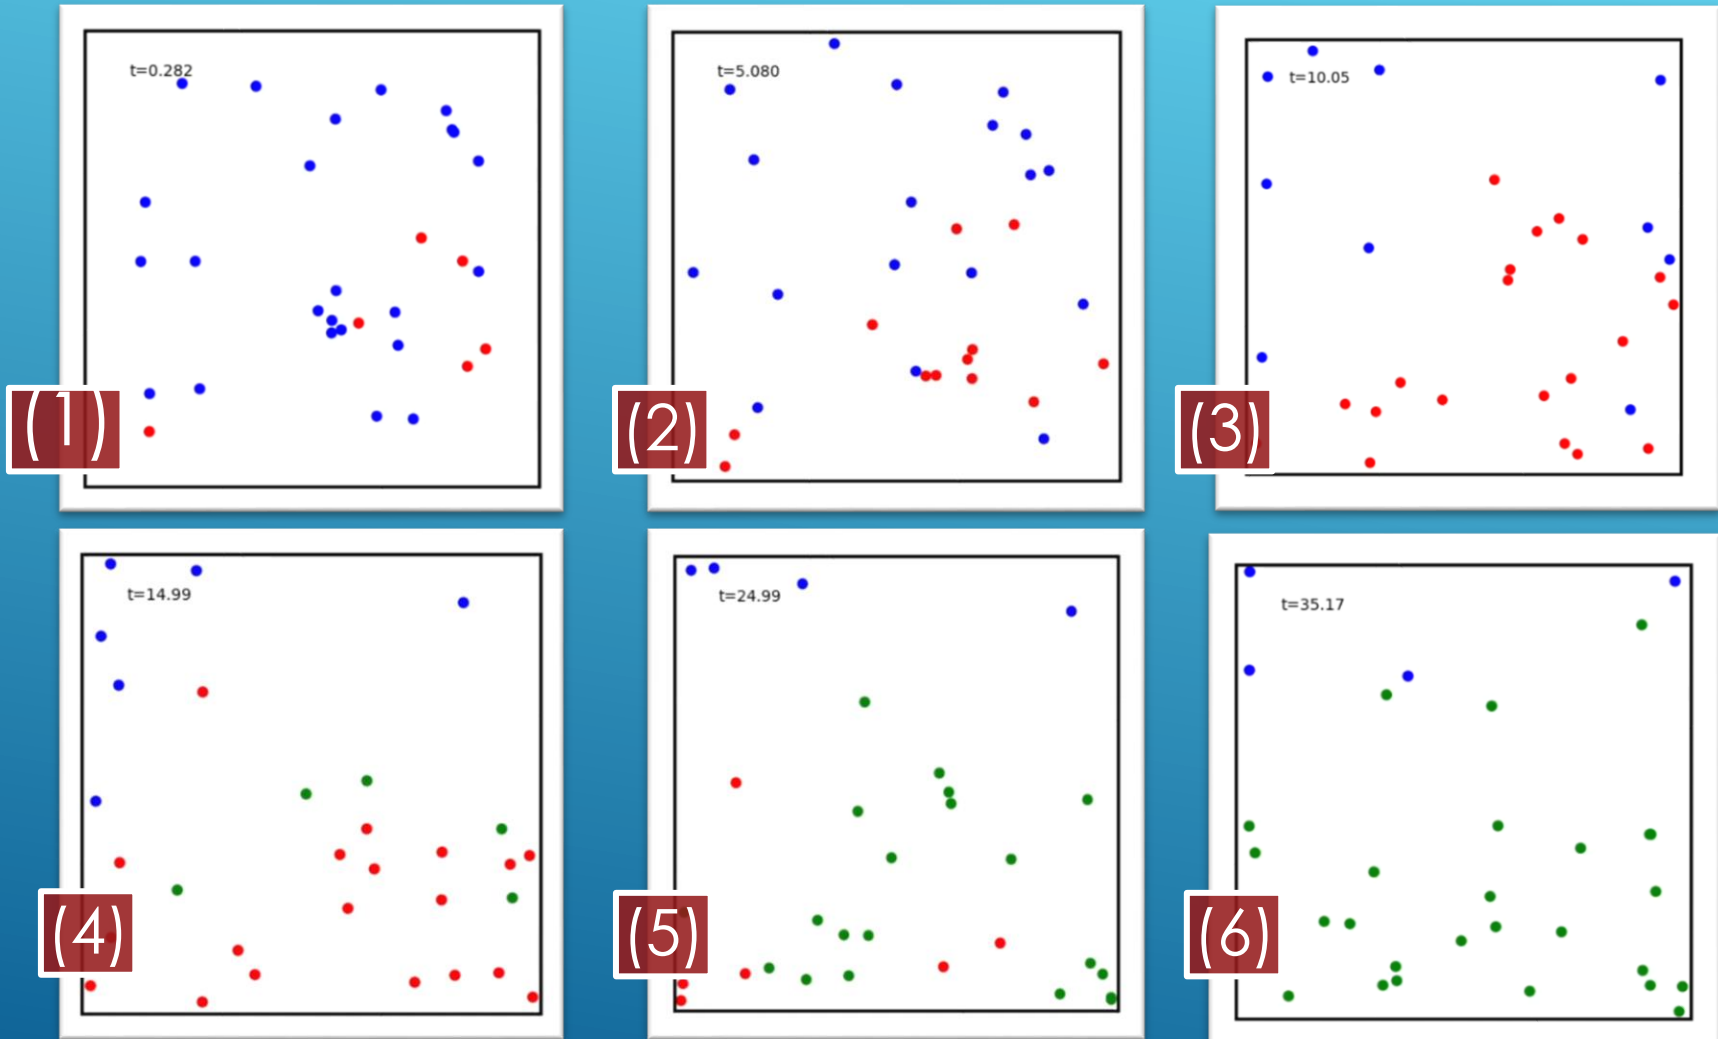 t=0.282
(1)
t=5.080
(2)
t=10.05
(3)
t=14.99
(4)
t=24.99
(5)
t=35.17
(6)